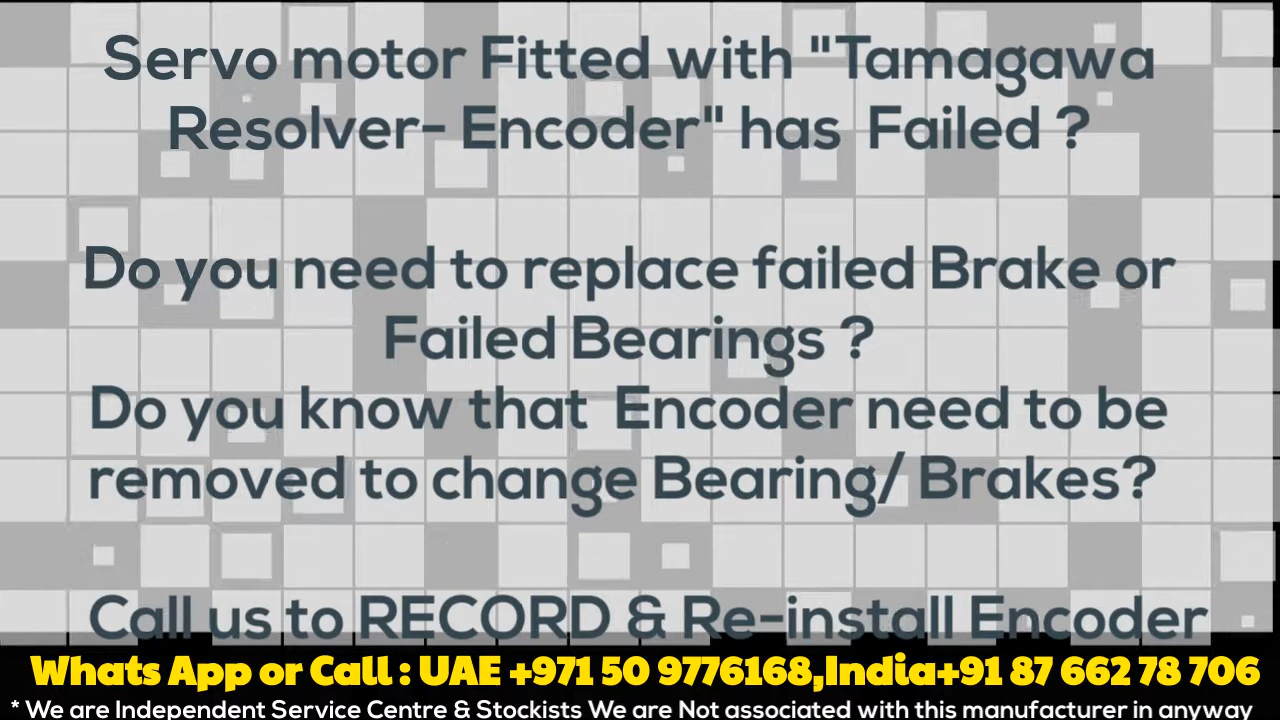 Servo motor Fitted with "Tamagawa
Resolver- Encoder" has Failed ?
Do you need to replace failed Brake or
Failed Bearings ?
Do you know that Encoder need to be
removed to change Bearing/ Brakes?
Call us to RECORD & Re-install Encoder
Whats App or Call : UAE +971 50 9776168,India+91 87 662 78 706
* We are Independent Service Centre & Stockists We are Not associated with this manufacturer in anyway